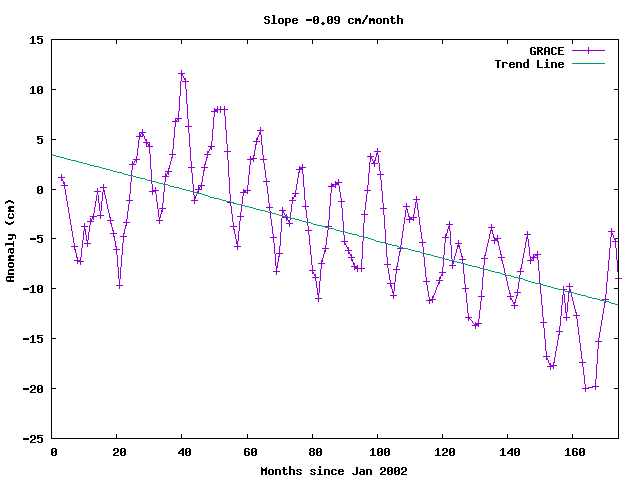 Slope -0.09 cm/month
15
10
5
0
-5
-10
-15
-20
-25
Anomaly (cm)
GRACE
Trend Line
0 20 40 60 80 100 120 140 160
Months since Jan 2002